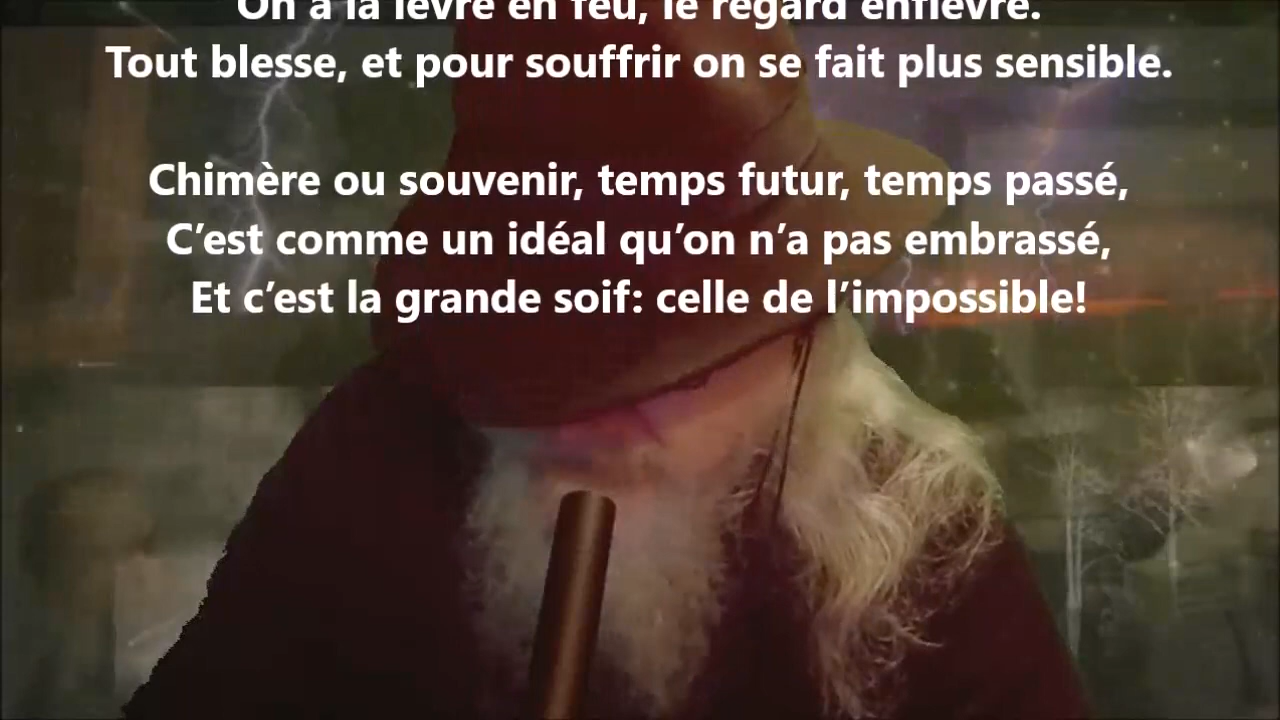 On a la lèvre en feu, le regard enfiévré.
Tout blesse, et pour souffrir on se fait plus sensible.
Chimère ou souvenir, temps futur, temps passé,
C’est comme un idéal qu’on n’a pas embrassé,
Et c’est la grande soif: celle de l’impossible!